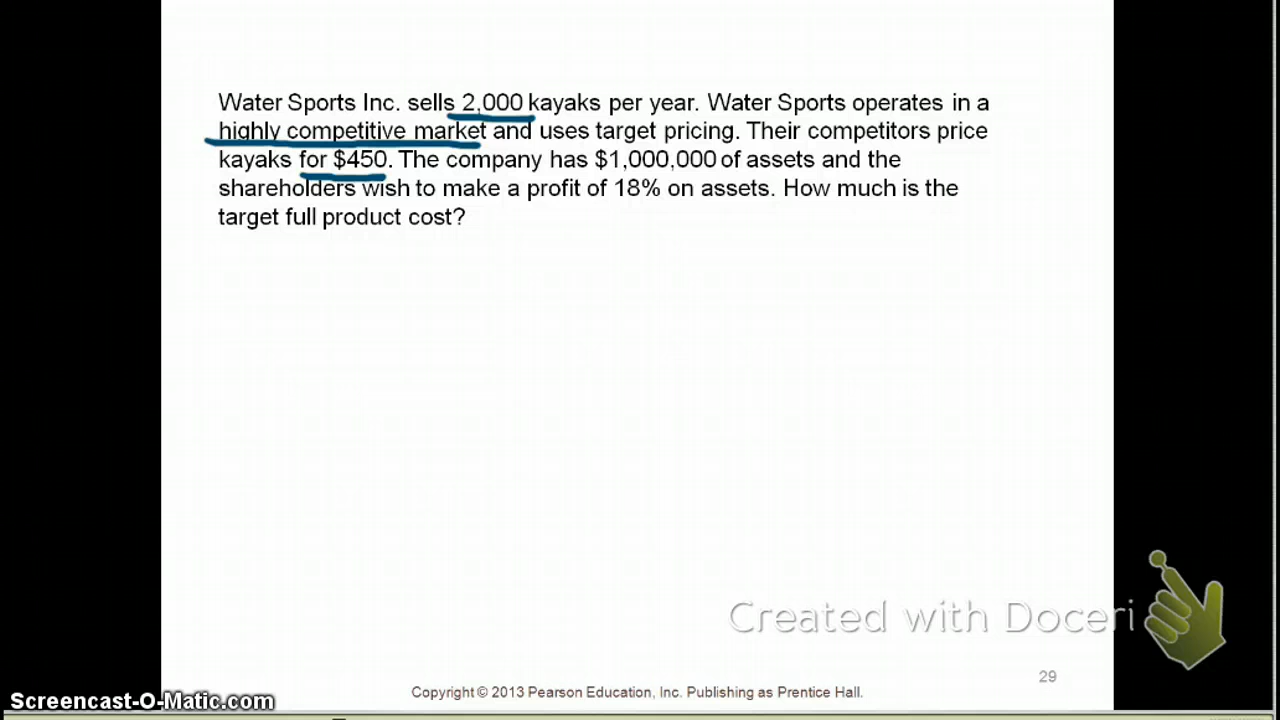 Water Sports Inc. sells 2,000 kayaks per year. Water Sports operates in a
highly competitive market and uses target pricing. Their competitors price
kayaks for $450. The company has $1,000,000 of assets and the
shareholders wish to make a profit of 18% on assets. How much is the
target full product cost?
Created with Doceri
29
Copyright © 2013 Pearson Education, Inc. Publishing as Prentice Hall.
Screencast-O-Matic.com